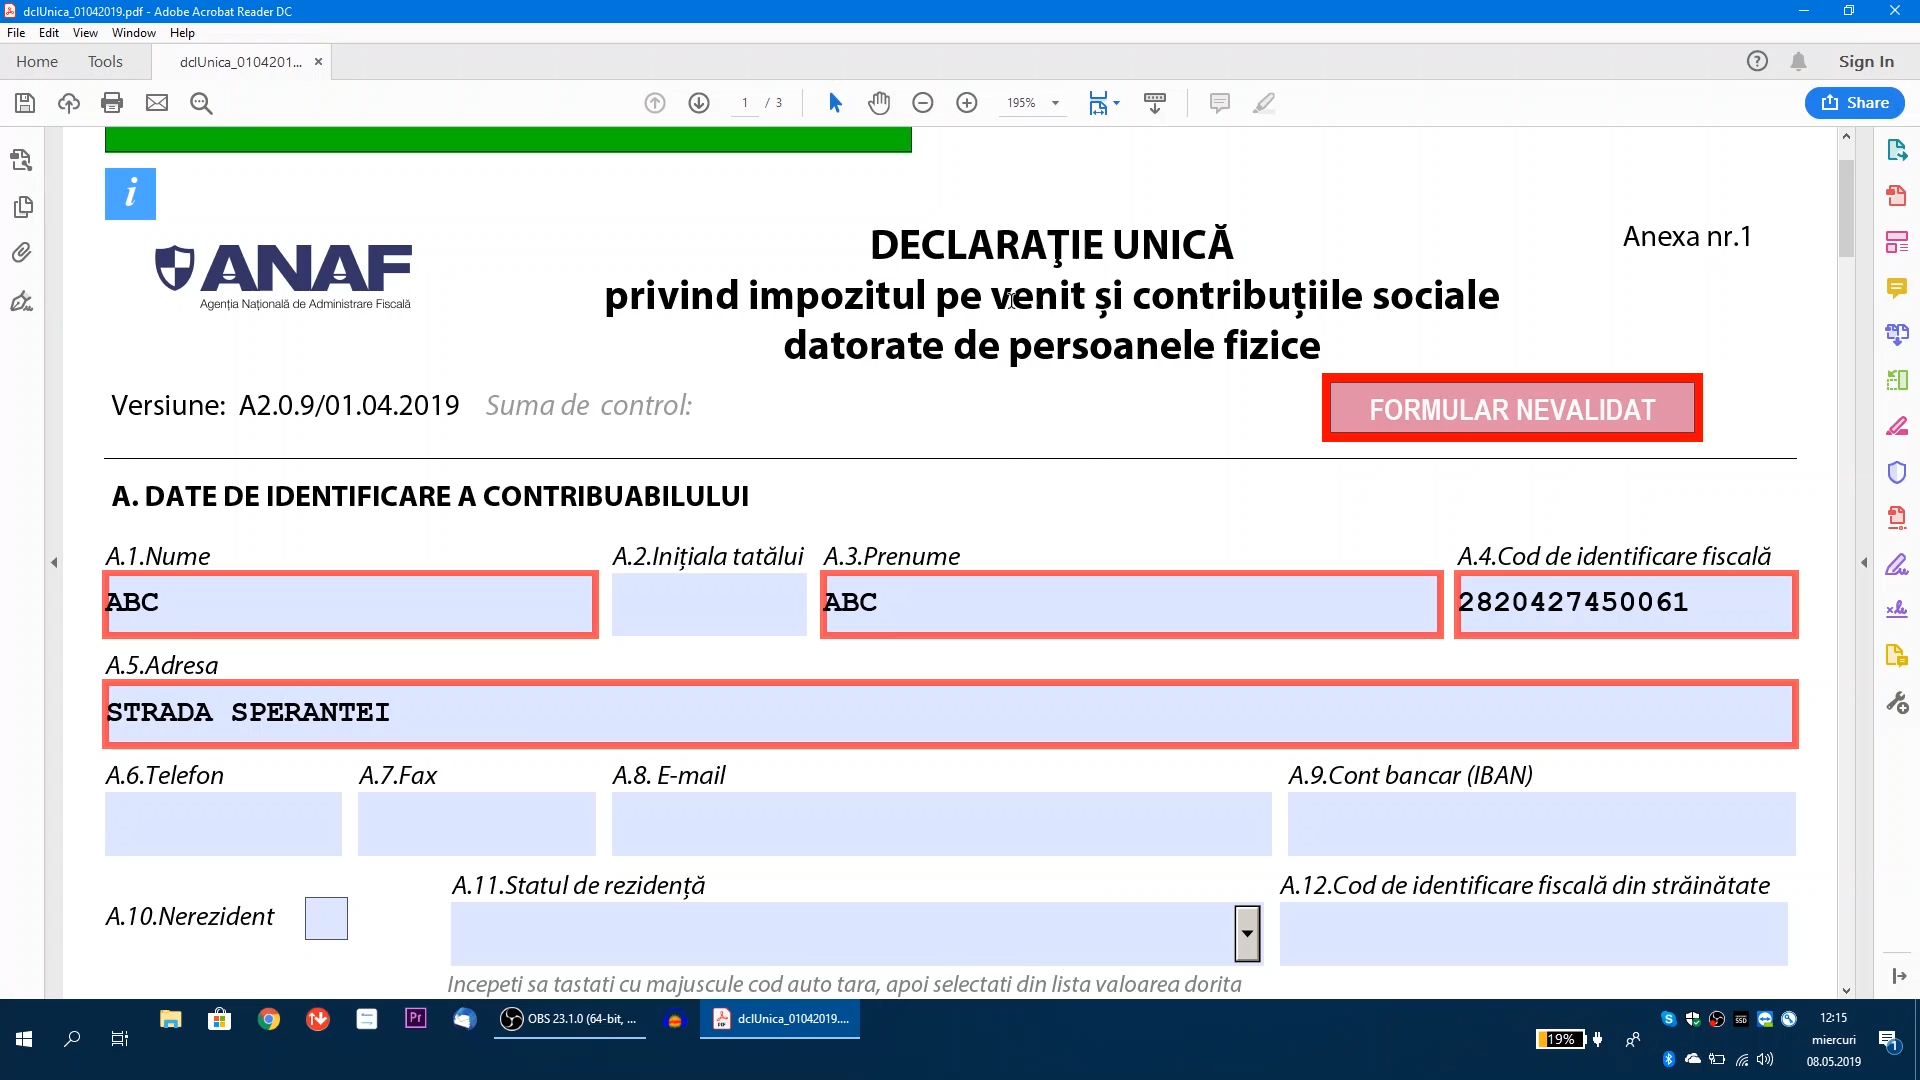 dclUnica_01042019.pdf - Adobe Acrobat Reader DC
File Edit View Window Help
Home Tools dclUnica_0104201... × Sign In
1 / 3 195% Share
i
ANAF
Agenția Națională de Administrare Fiscală
DECLARAŢIE UNICĂ
privind impozitul pe venit și contribuțiile sociale
datorate de persoanele fizice
Anexa nr.1
Versiune: A2.0.9/01.04.2019 Suma de control:
FORMULAR NEVALIDAT
A. DATE DE IDENTIFICARE A CONTRIBUABILULUI
A.1.Nume A.2.Inițiala tatălui A.3.Prenume A.4.Cod de identificare fiscală
ABC ABC 2820427450061
A.5.Adresa
STRADA SPERANTEI
A.6.Telefon A.7.Fax A.8. E-mail A.9.Cont bancar (IBAN)
A.11.Statul de rezidență A.12.Cod de identificare fiscală din străinătate
A.10.Nerezident
Incepeti sa tastati cu majuscule cod auto tara, apoi selectati din lista valoarea dorita
Pr OBS 23.1.0 (64-bit, ... dclUnica_01042019....
19%
12:15
miercuri
08.05.2019
1